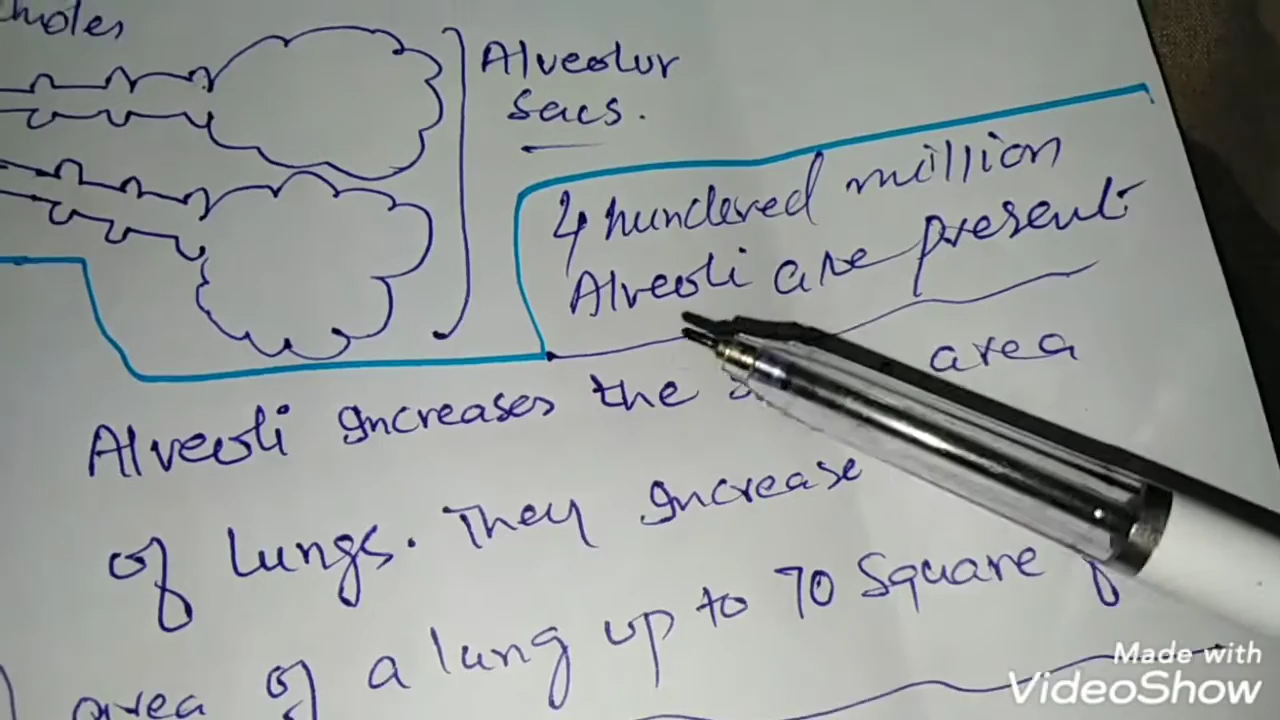 Alveolur
sacs.
4 hundered million
Alveoli are present
Alveoli increases the area
of lungs. They increase
area of a lung up to 70 Square
Made with
VideoShow